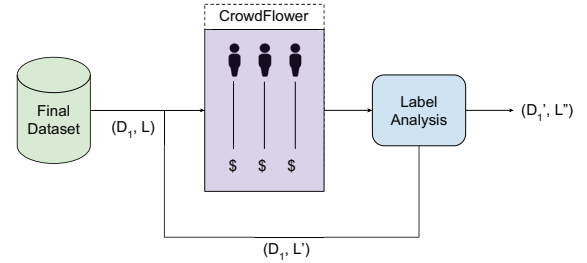 CrowdFlower
Final
Dataset
(D₁, L)
$ $ $
Label
Analysis
(D₁', L'')
(D₁, L')